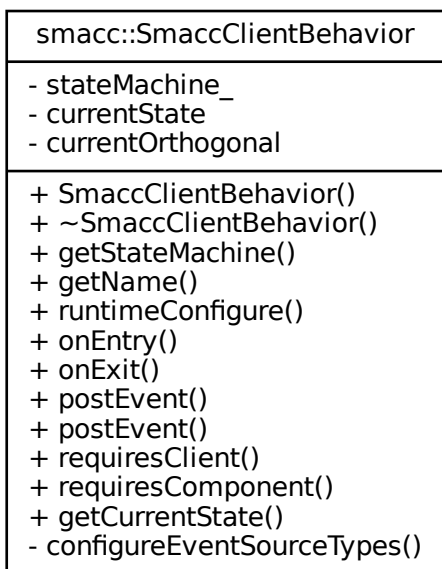 smacc::SmaccClientBehavior
- stateMachine_
- currentState
- currentOrthogonal
+ SmaccClientBehavior()
+ ~SmaccClientBehavior()
+ getStateMachine()
+ getName()
+ runtimeConfigure()
+ onEntry()
+ onExit()
+ postEvent()
+ postEvent()
+ requiresClient()
+ requiresComponent()
+ getCurrentState()
- configureEventSourceTypes()